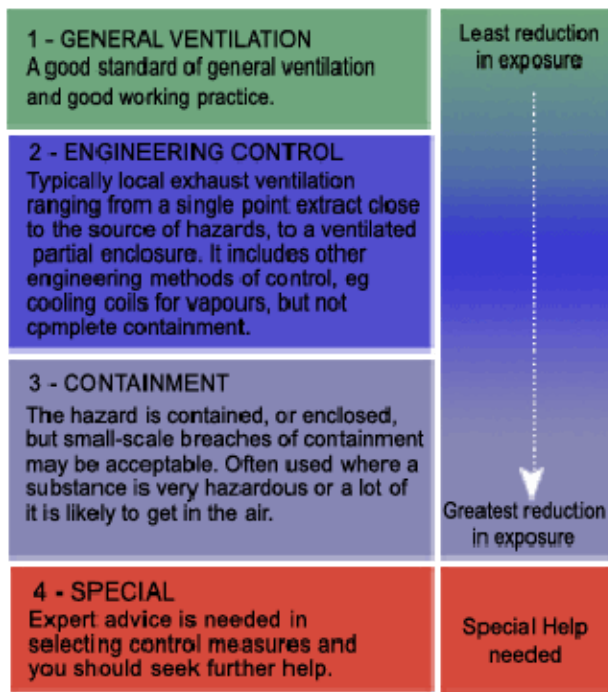 1 - GENERAL VENTILATION
A good standard of general ventilation
and good working practice.
Least reduction
in exposure
2 - ENGINEERING CONTROL
Typically local exhaust ventilation
ranging from a single point extract close
to the source of hazards, to a ventilated
partial enclosure. It includes other
engineering methods of control, eg
cooling coils for vapours, but not
cpmplete containment.
3 - CONTAINMENT
The hazard is contained, or enclosed,
but small-scale breaches of containment
may be acceptable. Often used where a
substance is very hazardous or a lot of
it is likely to get in the air.
Greatest reduction
in exposure
4 - SPECIAL
Expert advice is needed in
selecting control measures and
you should seek further help.
Special Help
needed